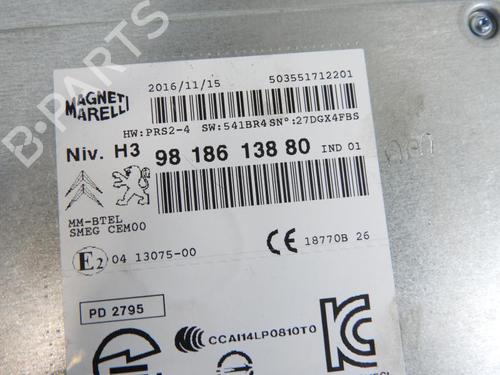 B-PARTS
MAGNETI
MARELLI
2016/11/15
503551712201
HW:PRS2-4 SW:541BR4 SN°:27DGX4FBS
Niv. H3 98 186 138 80 IND 01
MM-BTEL
SMEG CEM00
E2 04 13075-00
CE 18770B 26
PD 2795
CCAI14LP0810T0